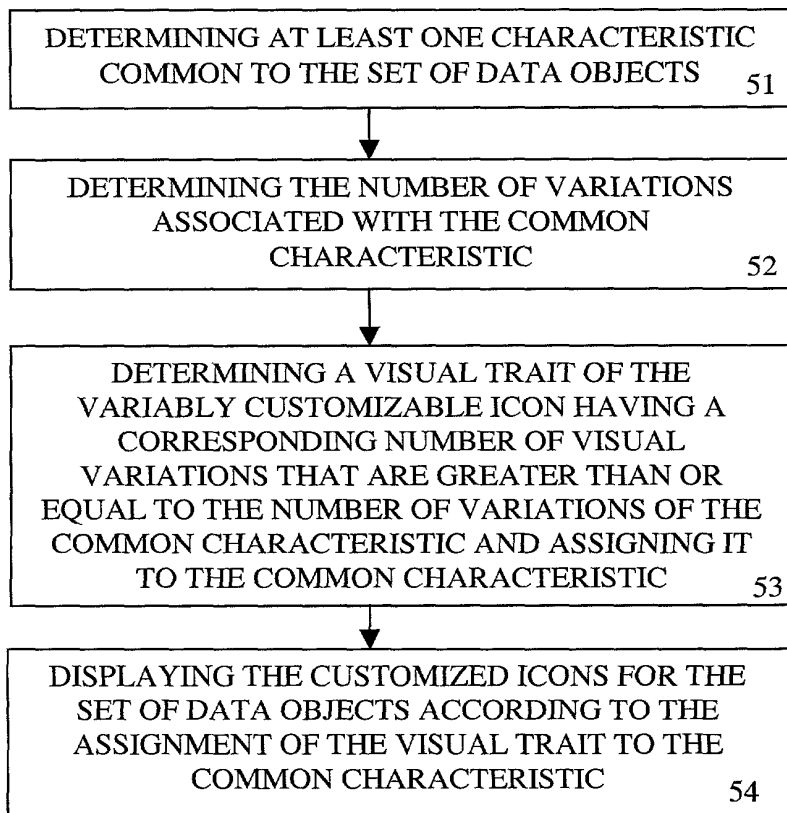 DETERMINING AT LEAST ONE CHARACTERISTIC
COMMON TO THE SET OF DATA OBJECTS
51
DETERMINING THE NUMBER OF VARIATIONS
ASSOCIATED WITH THE COMMON
CHARACTERISTIC
52
DETERMINING A VISUAL TRAIT OF THE
VARIABLY CUSTOMIZABLE ICON HAVING A
CORRESPONDING NUMBER OF VISUAL
VARIATIONS THAT ARE GREATER THAN OR
EQUAL TO THE NUMBER OF VARIATIONS OF THE
COMMON CHARACTERISTIC AND ASSIGNING IT
TO THE COMMON CHARACTERISTIC
53
DISPLAYING THE CUSTOMIZED ICONS FOR THE
SET OF DATA OBJECTS ACCORDING TO THE
ASSIGNMENT OF THE VISUAL TRAIT TO THE
COMMON CHARACTERISTIC
54